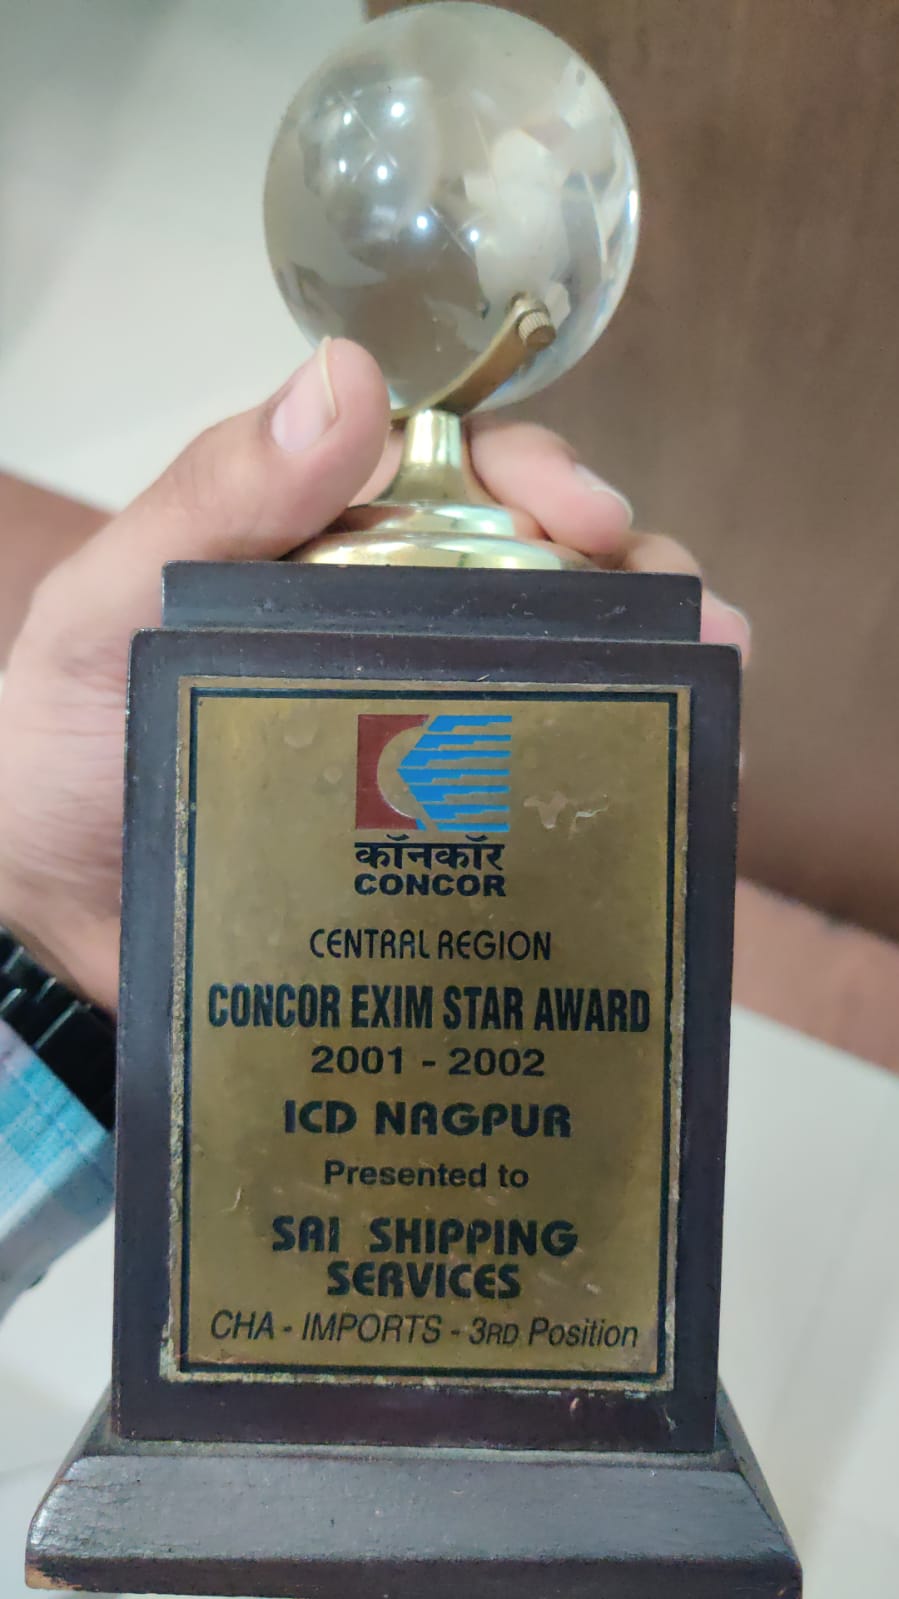 कॉनकॉर
CONCOR
CENTRAL REGION
CONCOR EXIM STAR AWARD
2001 - 2002
ICD NAGPUR
Presented to
SAI SHIPPING
SERVICES
CHA - IMPORTS - 3RD Position